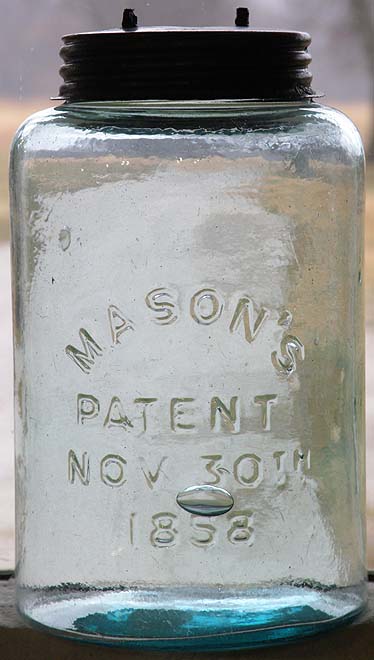 MASON'S
PATENT
NOV 30TH
1858